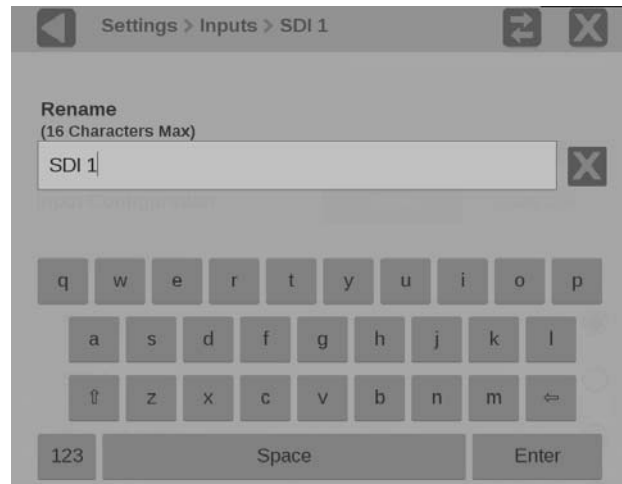 Settings > Inputs > SDI 1
Rename
(16 Characters Max)
SDI 1
q w e r t y u i o p
a s d f g h j k l
⇧ z x c v b n m ⇦
123 Space Enter